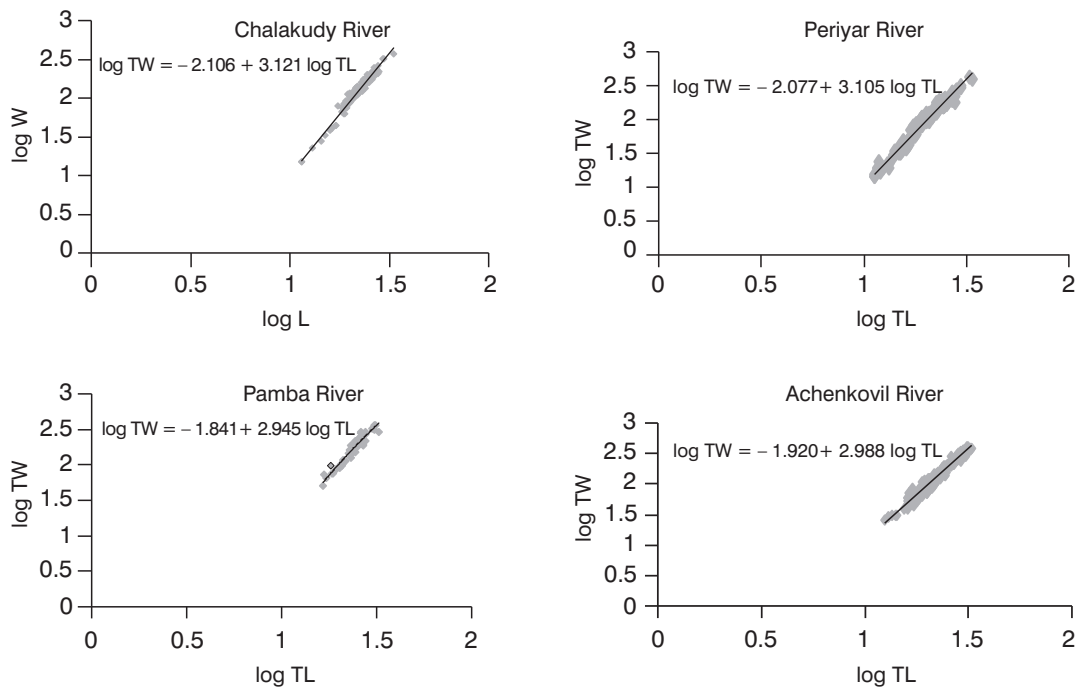 Chalakudy River
log TW = − 2.106 + 3.121 log TL
3
2.5
2
1.5
1
0.5
0
log W
0 0.5 1 1.5 2
log L
Periyar River
log TW = − 2.077+ 3.105 log TL
3
2.5
2
1.5
1
0.5
0
log TW
0 0.5 1 1.5 2
log TL
Pamba River
log TW = − 1.841+ 2.945 log TL
3
2.5
2
1.5
1
0.5
0
log TW
0 0.5 1 1.5 2
log TL
Achenkovil River
log TW = − 1.920+ 2.988 log TL
3
2.5
2
1.5
1
0.5
0
log TW
0 0.5 1 1.5 2
log TL